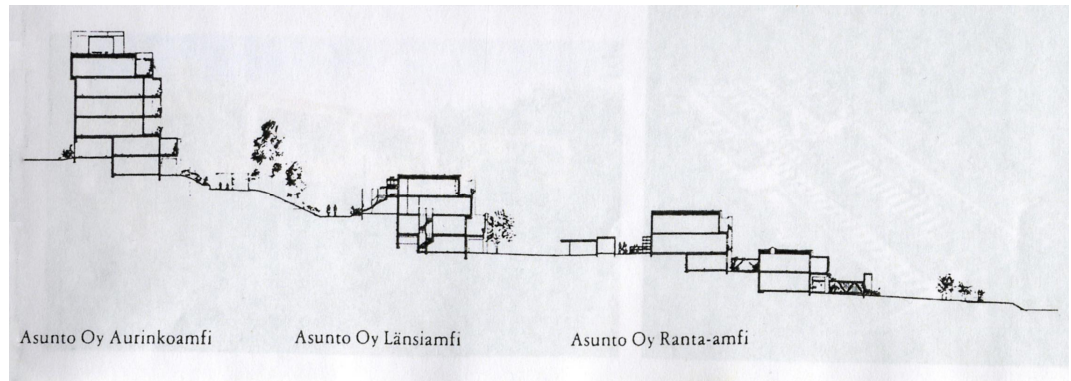 Asunto Oy Aurinkoamfi
Asunto Oy Länsiamfi
Asunto Oy Ranta-amfi